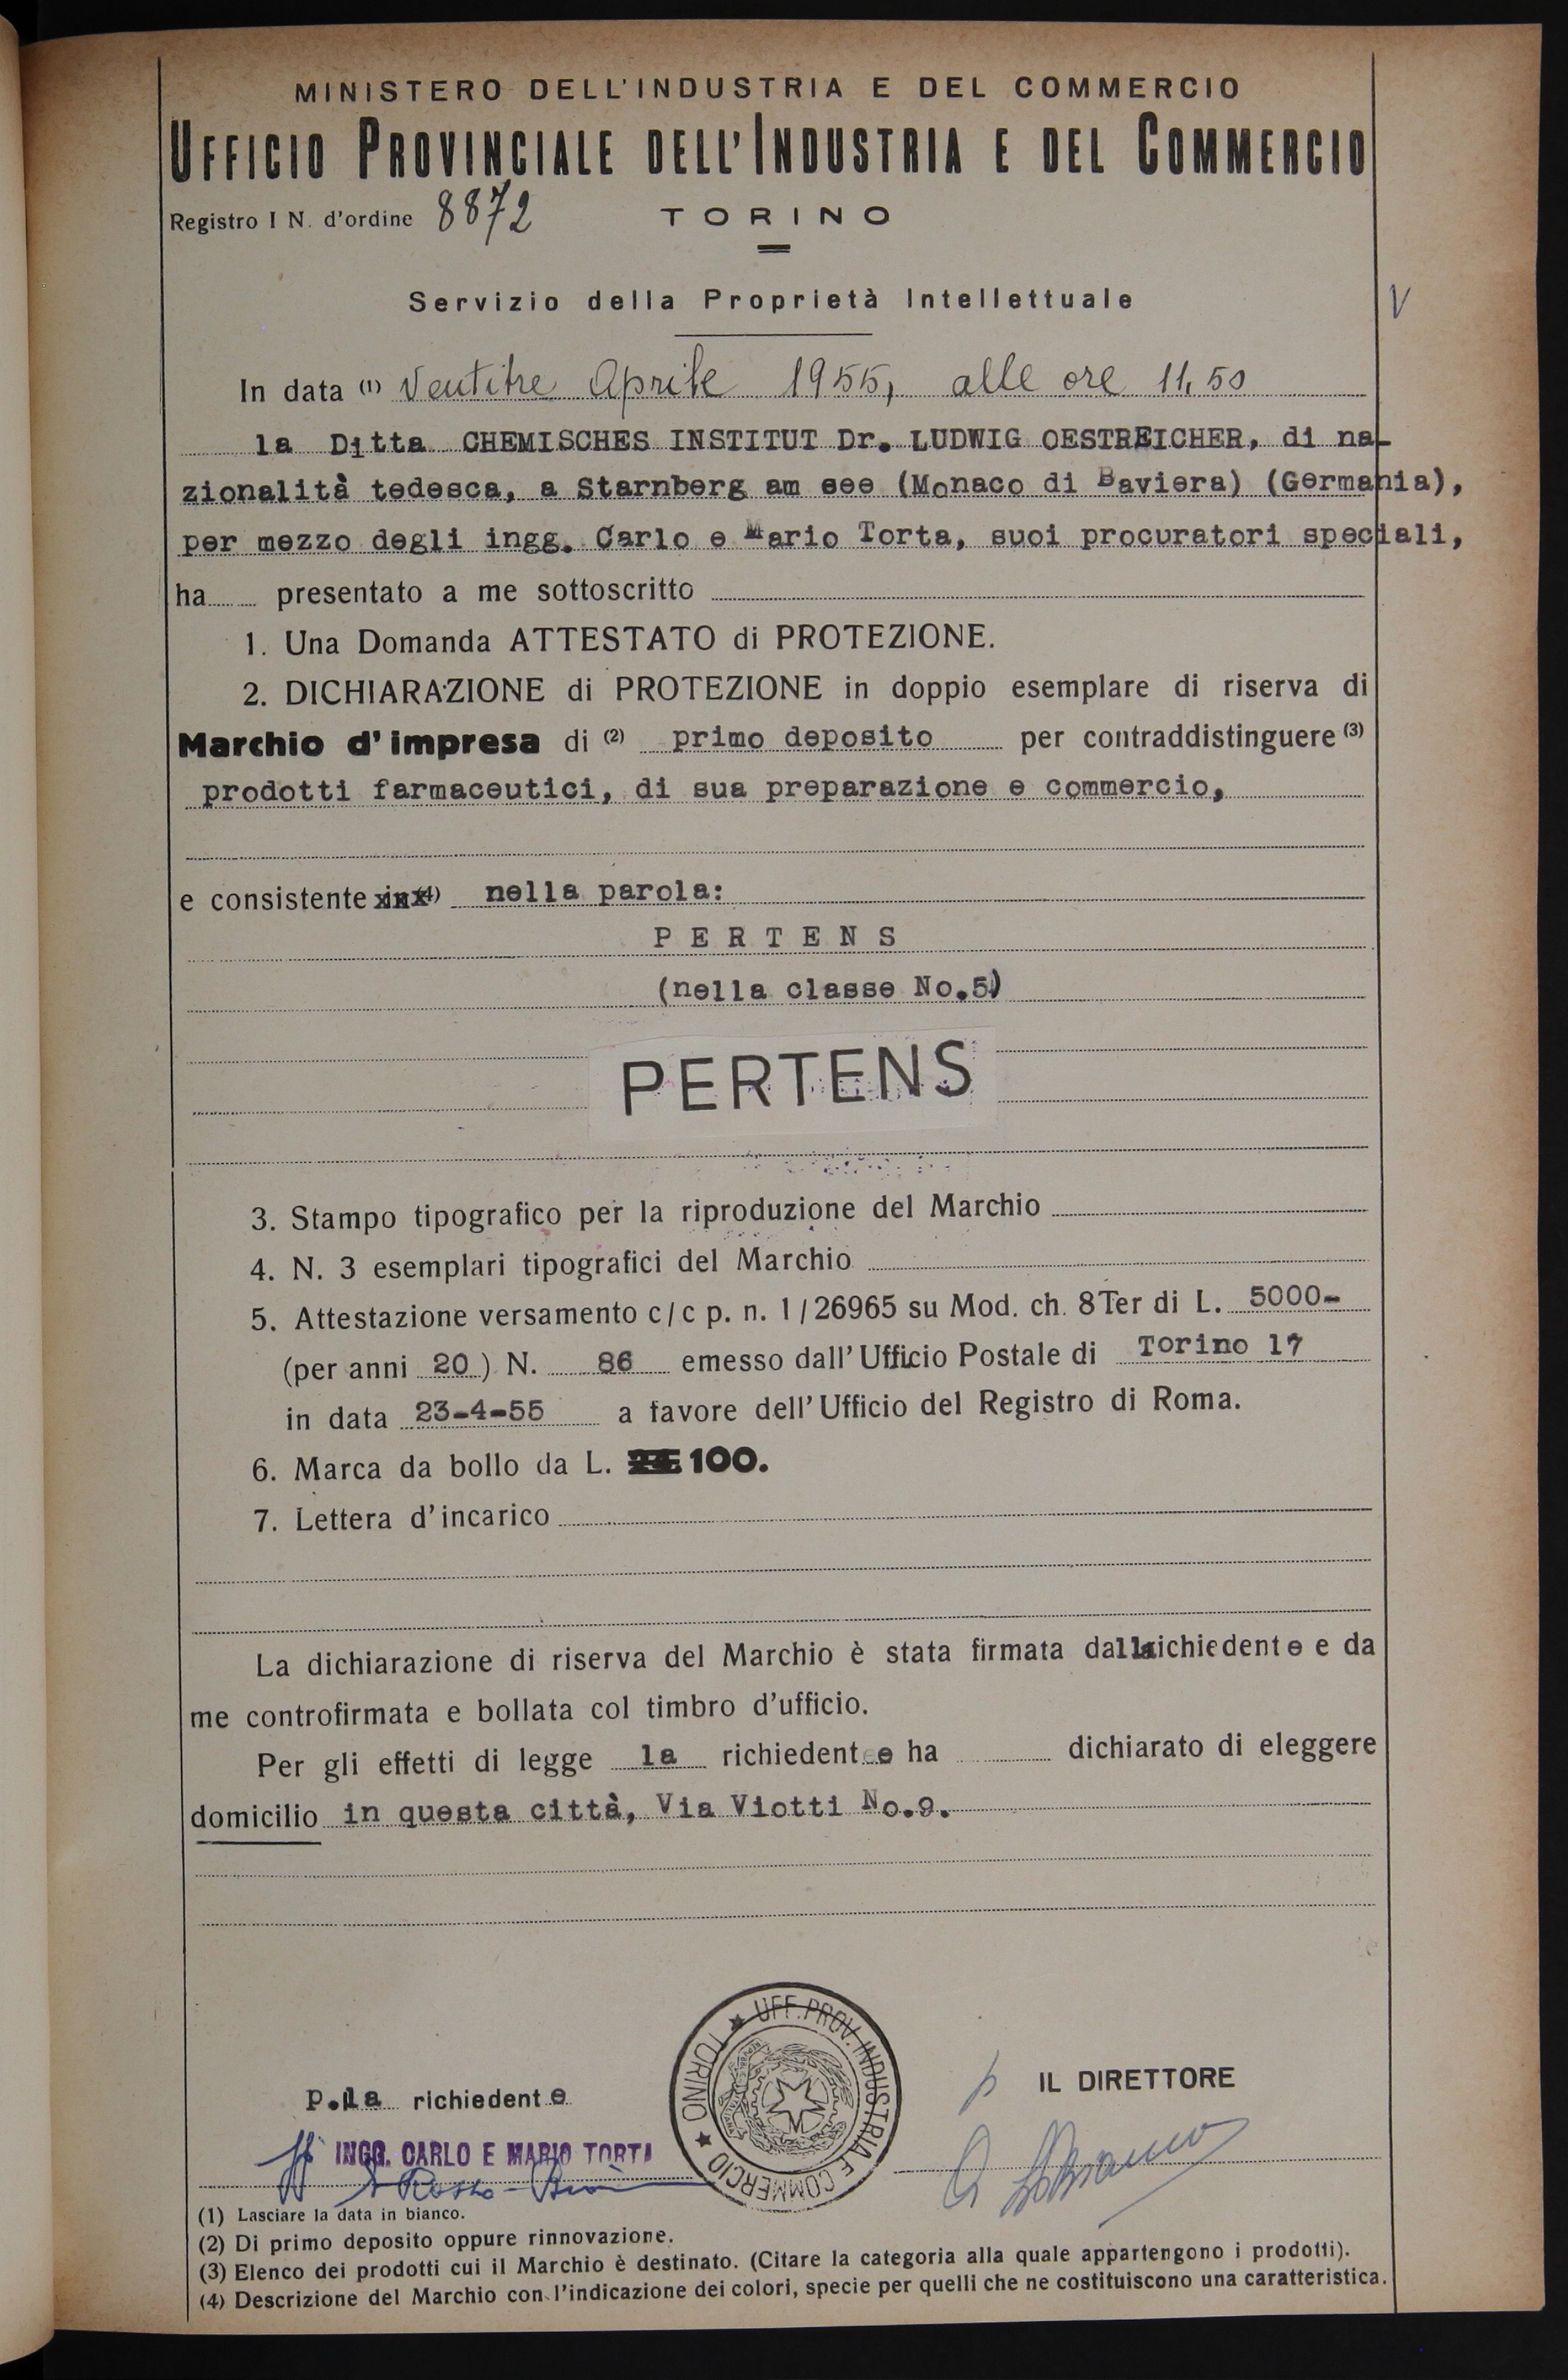 MINISTERO DELL'INDUSTRIA E DEL COMMERCIO
UFFICIO PROVINCIALE DELL'INDUSTRIA E DEL COMMERCIO
Registro I N. d'ordine 8872 TORINO
Servizio della Proprietà Intellettuale
V
In data (1) Ventitre Aprile 1955, alle ore 11,50
la Ditta CHEMISCHES INSTITUT Dr. LUDWIG OESTREICHER, di na-
zionalità tedesca, a Starnberg am see (Monaco di Baviera) (Germania),
per mezzo degli ingg. Carlo e Mario Torta, suoi procuratori speciali,
ha presentato a me sottoscritto
1. Una Domanda ATTESTATO di PROTEZIONE.
2. DICHIARAZIONE di PROTEZIONE in doppio esemplare di riserva di
Marchio d'impresa di (2) primo deposito per contraddistinguere (3)
prodotti farmaceutici, di sua preparazione e commercio,
e consistente xinx (4) nella parola:
PERTENS
(nella classe No.5)
PERTENS
3. Stampo tipografico per la riproduzione del Marchio
4. N. 3 esemplari tipografici del Marchio
5. Attestazione versamento c/c p. n. 1/26965 su Mod. ch. 8 Ter di L. 5000-
(per anni 20) N. 86 emesso dall'Ufficio Postale di Torino 17
in data 23-4-55 a favore dell'Ufficio del Registro di Roma.
6. Marca da bollo da L. 100.
7. Lettera d'incarico
La dichiarazione di riserva del Marchio è stata firmata dalla richiedente e da
me controfirmata e bollata col timbro d'ufficio.
Per gli effetti di legge la richiedente ha dichiarato di eleggere
domicilio in questa città, Via Viotti No.9.
UFF. PROV. INDUSTRIA E COMMERCIO ★ TORINO ★
p.la richiedente
p IL DIRETTORE
INGG. CARLO E MARIO TORTA
(1) Lasciare la data in bianco.
(2) Di primo deposito oppure rinnovazione.
(3) Elenco dei prodotti cui il Marchio è destinato. (Citare la categoria alla quale appartengono i prodotti).
(4) Descrizione del Marchio con l'indicazione dei colori, specie per quelli che ne costituiscono una caratteristica.